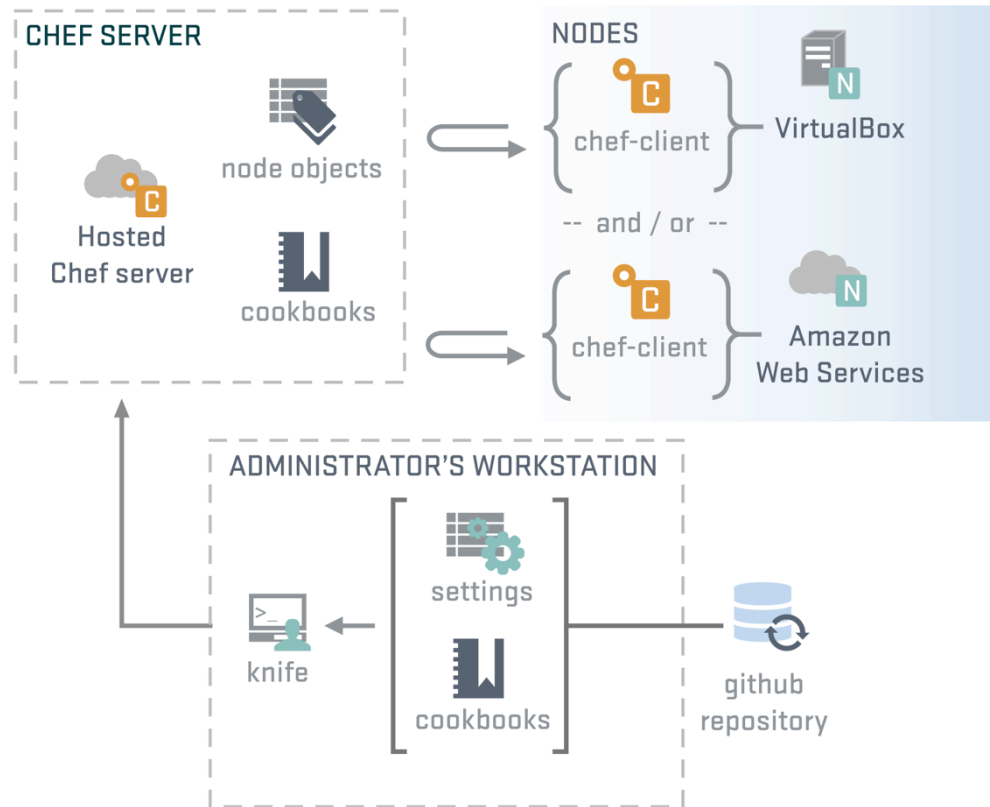 CHEF SERVER
node objects
C
Hosted
Chef server
cookbooks
NODES
C
chef-client
N
VirtualBox
-- and / or --
C
chef-client
N
Amazon
Web Services
ADMINISTRATOR'S WORKSTATION
settings
>_
knife
cookbooks
github
repository